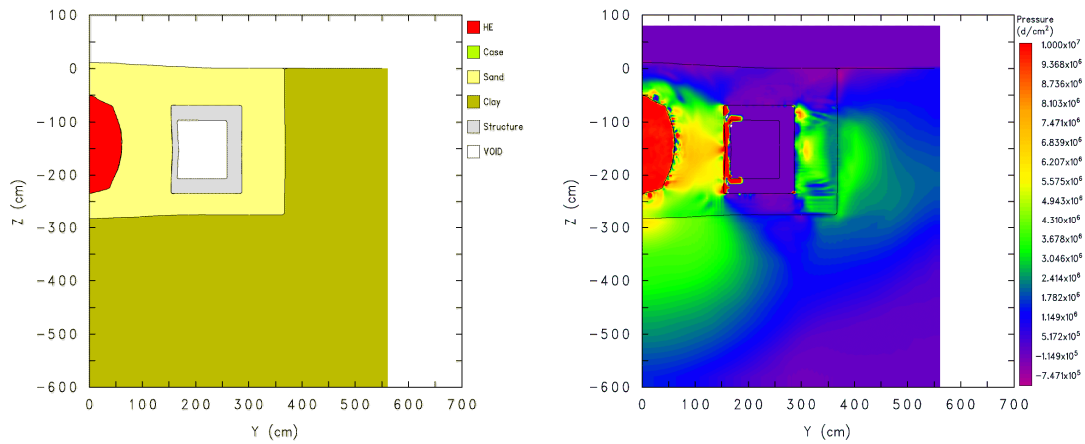 100
0
-100
-200
-300
-400
-500
-600
Z (cm)
0 100 200 300 400 500 600 700
Y (cm)
HE
Case
Sand
Clay
Structure
VOID
100
0
-100
-200
-300
-400
-500
-600
Z (cm)
0 100 200 300 400 500 600 700
Y (cm)
Pressure
(d/cm²)
1.000x10⁷
9.368x10⁶
8.736x10⁶
8.103x10⁶
7.471x10⁶
6.839x10⁶
6.207x10⁶
5.575x10⁶
4.943x10⁶
4.310x10⁶
3.678x10⁶
3.046x10⁶
2.414x10⁶
1.782x10⁶
1.149x10⁶
5.172x10⁵
-1.149x10⁵
-7.471x10⁵